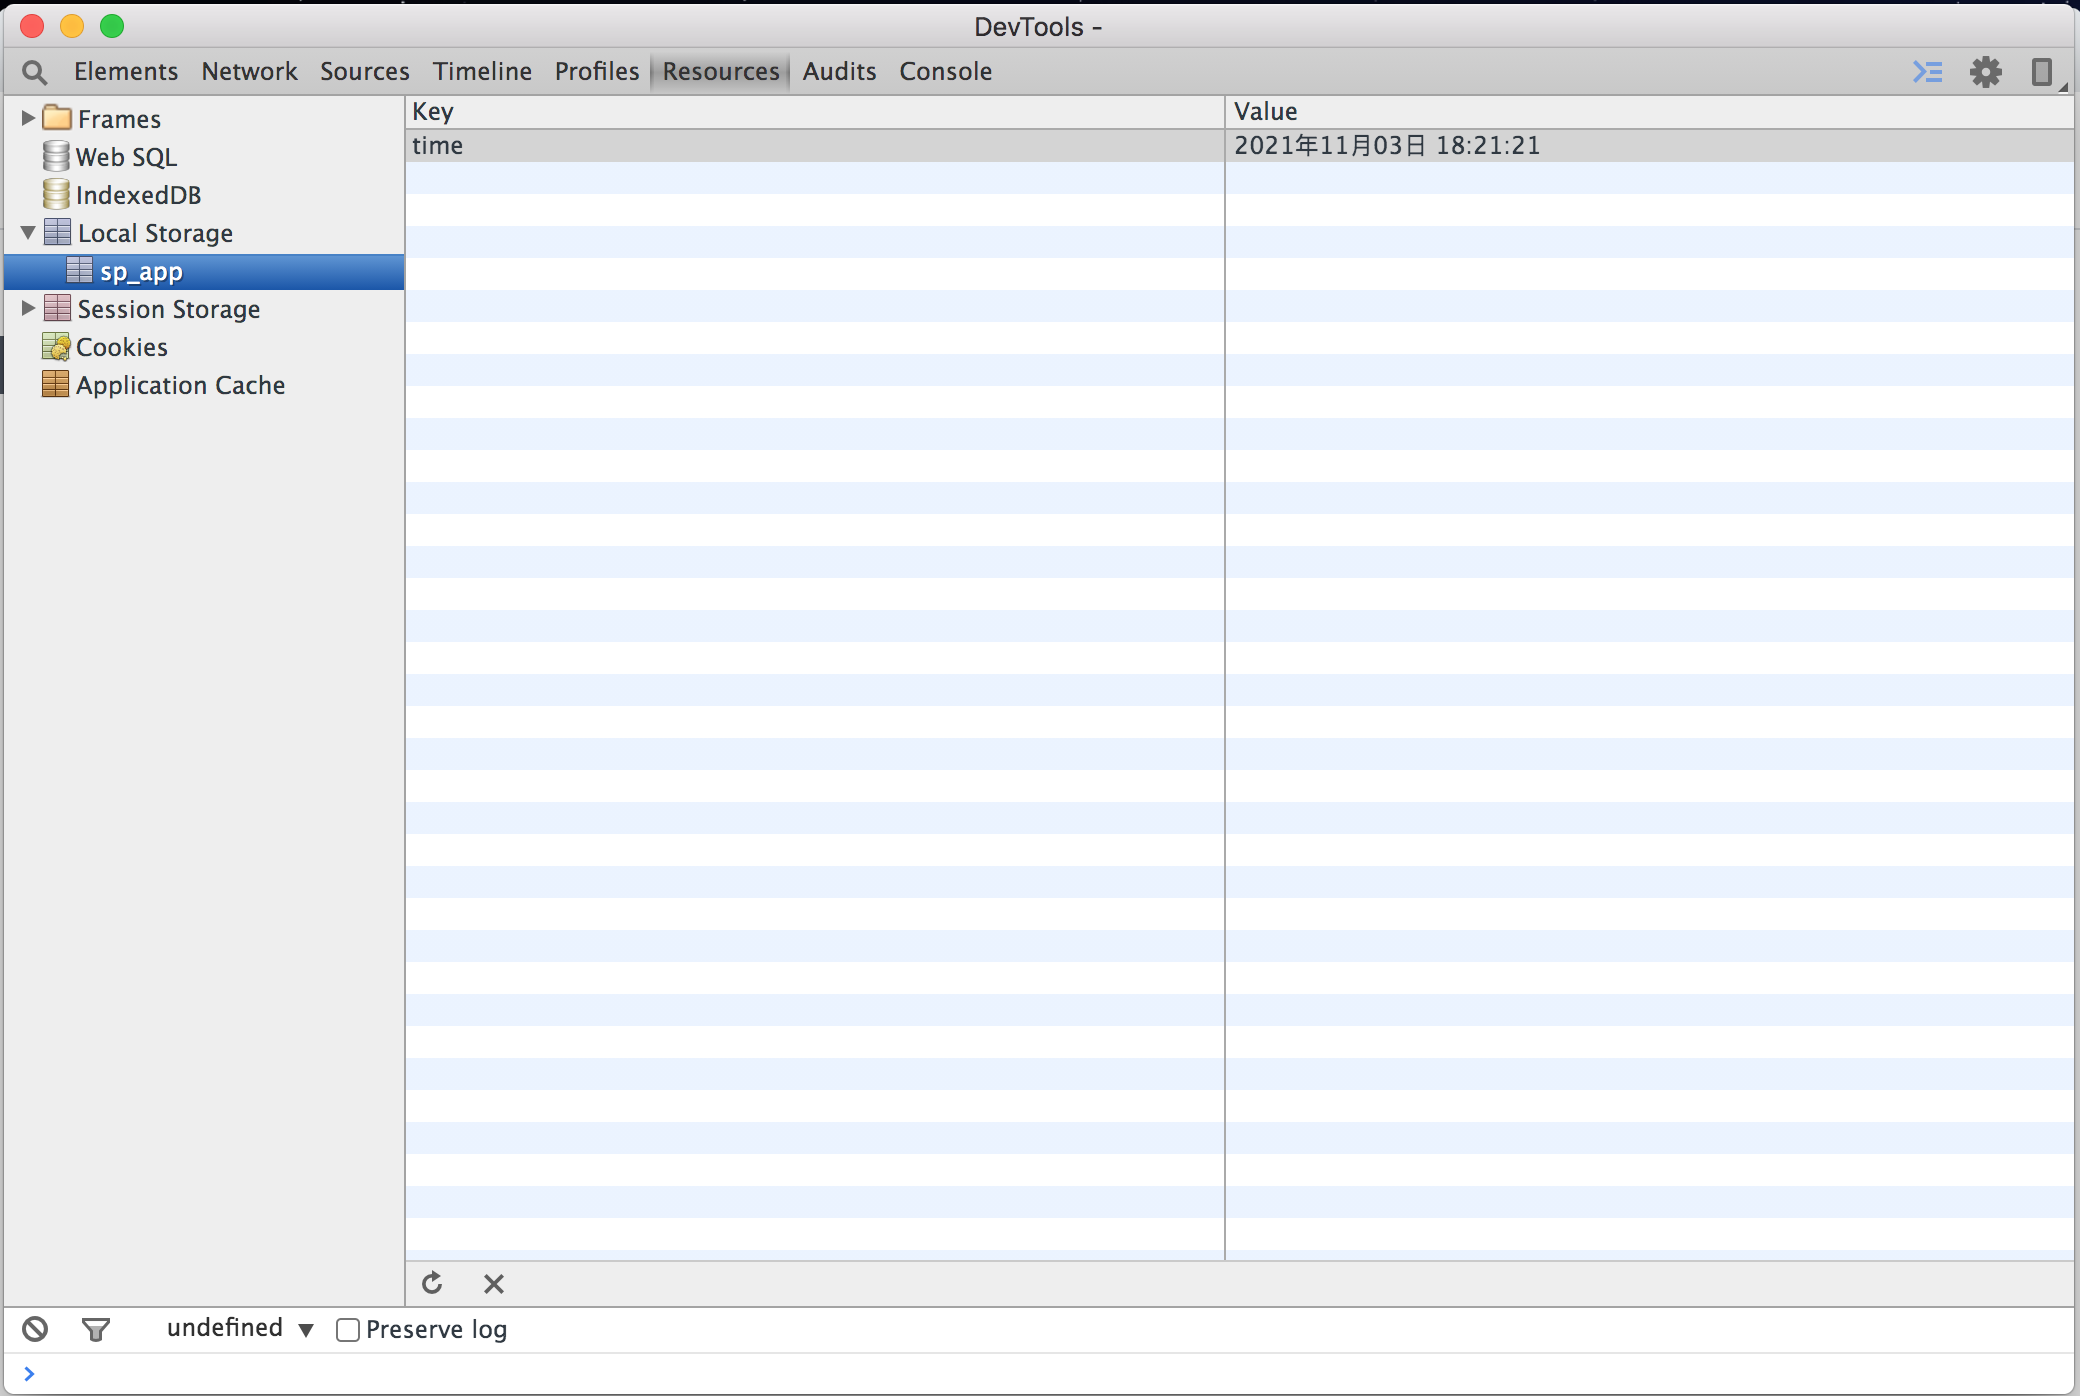 DevTools -
Elements Network Sources Timeline Profiles Resources Audits Console
Frames
Web SQL
IndexedDB
Local Storage
sp_app
Session Storage
Cookies
Application Cache
Key Value
time 2021年11月03日 18:21:21
undefined Preserve log